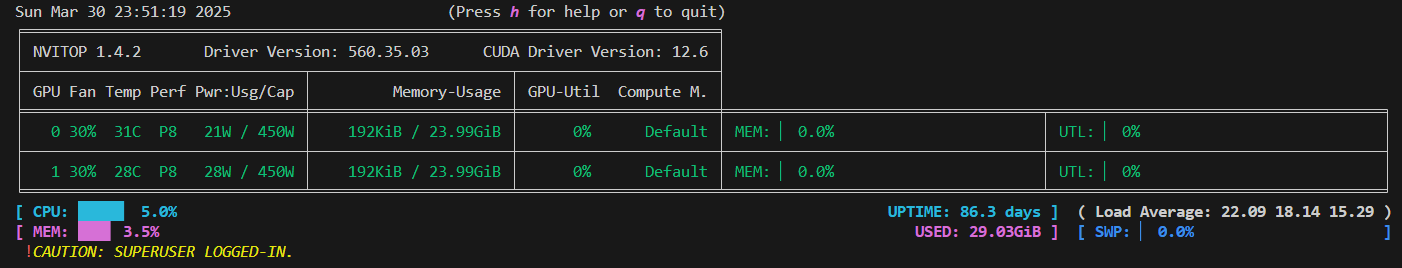 Sun Mar 30 23:51:19 2025 (Press h for help or q to quit)
NVITOP 1.4.2 Driver Version: 560.35.03 CUDA Driver Version: 12.6
GPU Fan Temp Perf Pwr:Usg/Cap Memory-Usage GPU-Util Compute M.
0 30% 31C P8 21W / 450W 192KiB / 23.99GiB 0% Default MEM: 0.0% UTL: 0%
1 30% 28C P8 28W / 450W 192KiB / 23.99GiB 0% Default MEM: 0.0% UTL: 0%
[ CPU: 5.0% UPTIME: 86.3 days ] ( Load Average: 22.09 18.14 15.29 )
[ MEM: 3.5% USED: 29.03GiB ] [ SWP: 0.0% ]
!CAUTION: SUPERUSER LOGGED-IN.